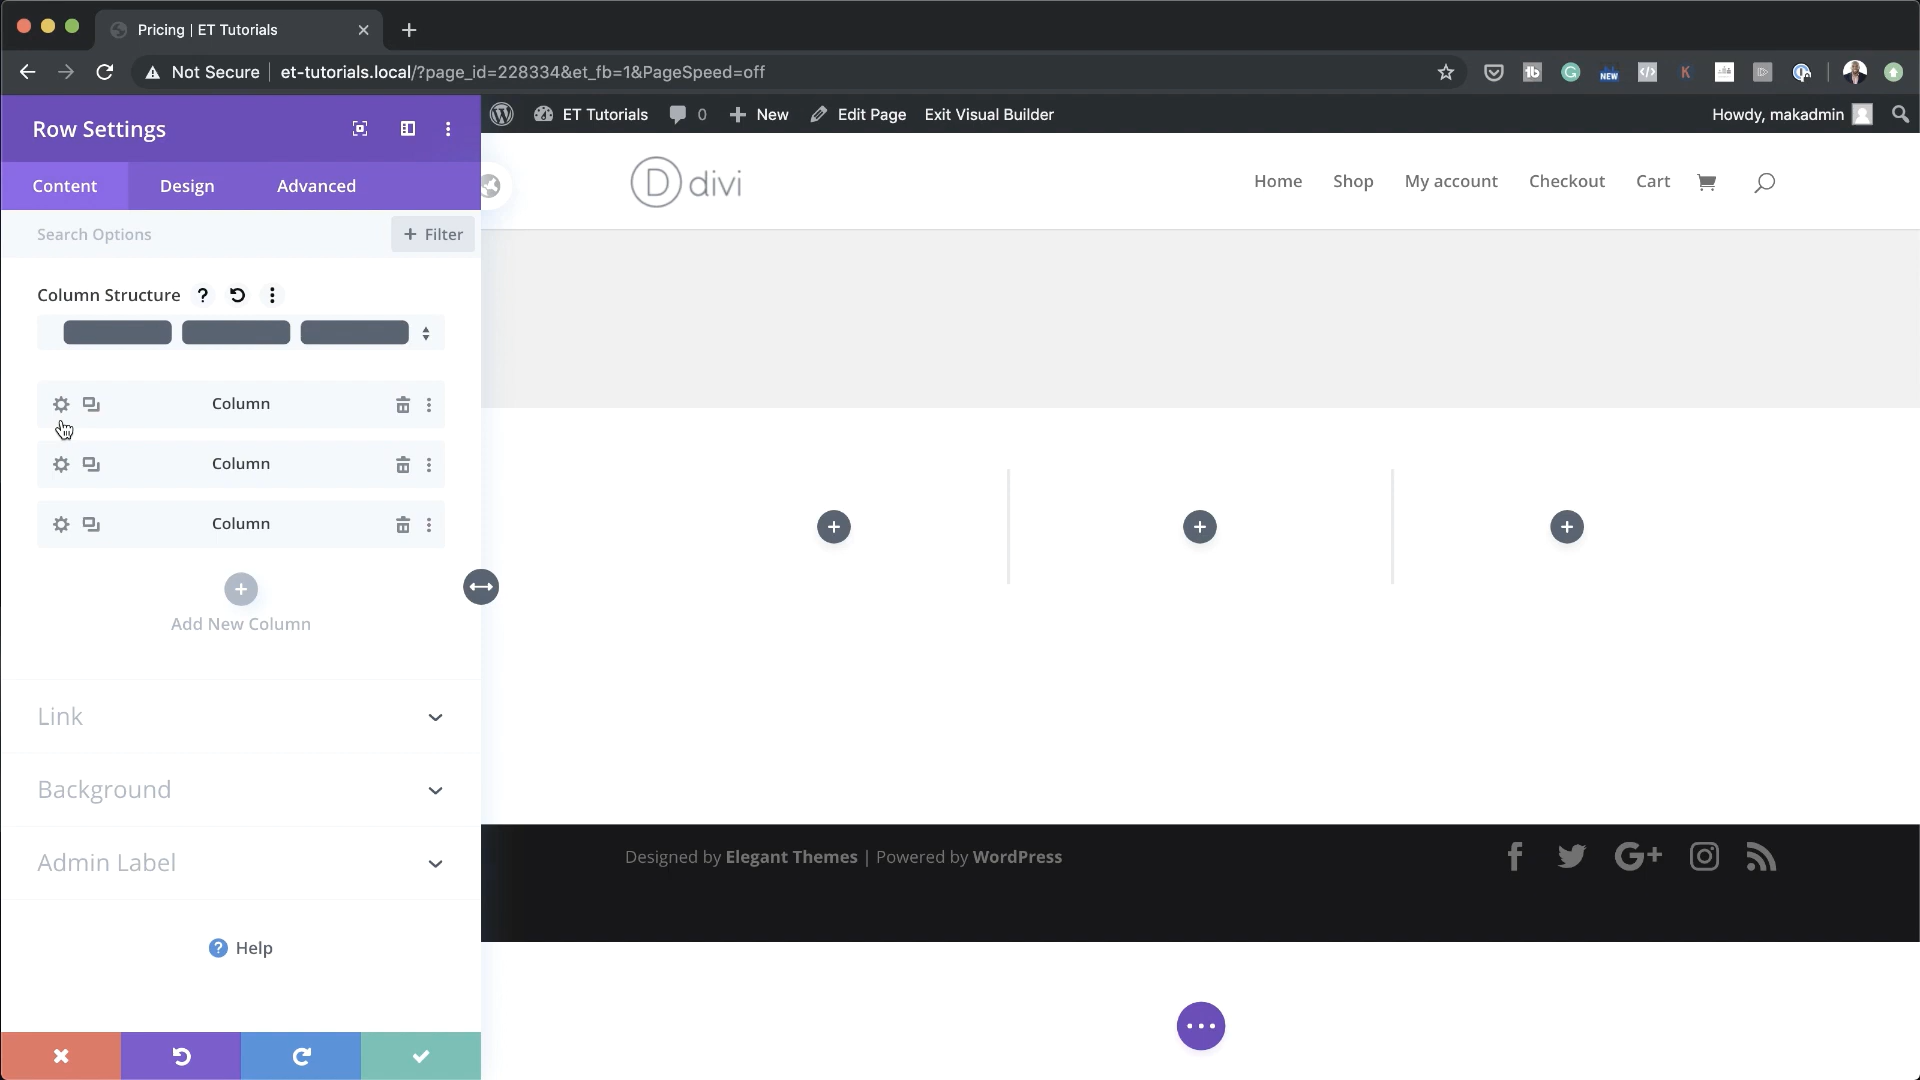 Pricing | ET Tutorials
Not Secure | et-tutorials.local/?page_id=228334&et_fb=1&PageSpeed=off
NEW
Row Settings
ET Tutorials 0 New Edit Page Exit Visual Builder
Howdy, makadmin
Content Design Advanced
D divi
Home Shop My account Checkout Cart
Search Options
+ Filter
Column Structure ?
Column
Column
Column
Add New Column
Link
Background
Admin Label
Designed by Elegant Themes | Powered by WordPress
? Help